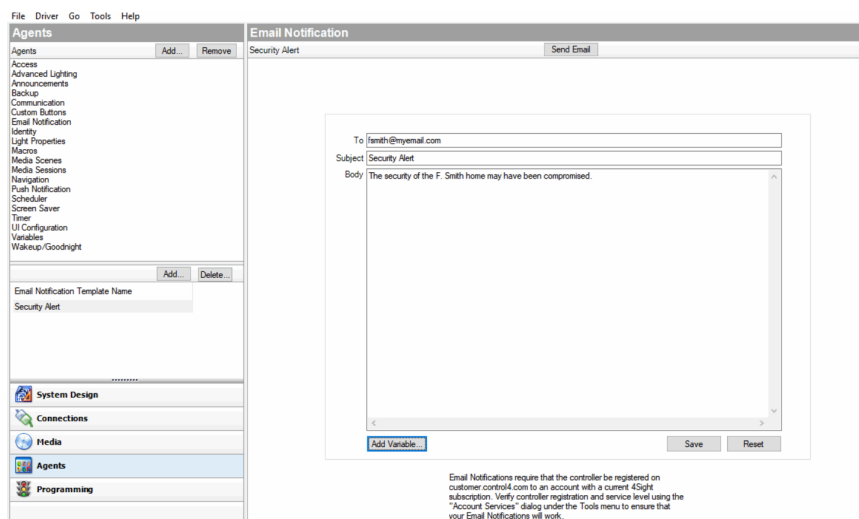 File Driver Go Tools Help
Agents
Agents Add... Remove
Access
Advanced Lighting
Announcements
Backup
Communication
Custom Buttons
Email Notification
Identity
Light Properties
Macros
Media Scenes
Media Sessions
Navigation
Push Notification
Scheduler
Screen Saver
Timer
UI Configuration
Variables
Wakeup/Goodnight
Add... Delete...
Email Notification Template Name
Security Alert
System Design
Connections
Media
Agents
Programming
Email Notification
Security Alert Send Email
To fsmith@myemail.com
Subject Security Alert
Body The security of the F. Smith home may have been compromised.
Add Variable... Save Reset
Email Notifications require that the controller be registered on
customer.control4.com to an account with a current 4Sight
subscription. Verify controller registration and service level using the
"Account Services" dialog under the Tools menu to ensure that
your Email Notifications will work.